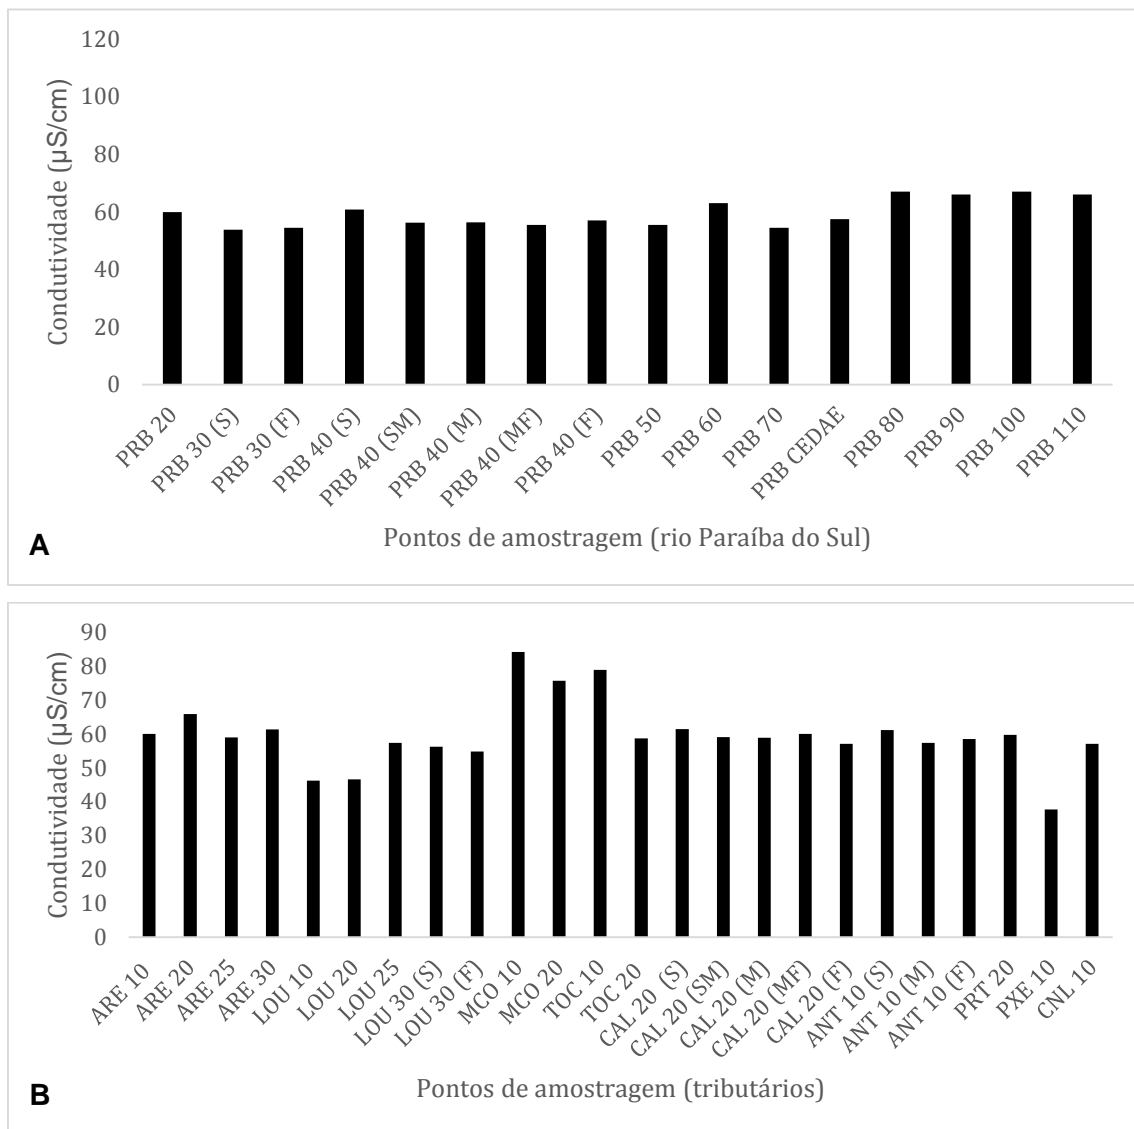 120
100
80
60
40
20
0
Condutividade (µS/cm)
PRB 20
PRB 30 (S)
PRB 30 (F)
PRB 40 (S)
PRB 40 (SM)
PRB 40 (M)
PRB 40 (MF)
PRB 40 (F)
PRB 50
PRB 60
PRB 70
PRB CEDAE
PRB 80
PRB 90
PRB 100
PRB 110
Pontos de amostragem (rio Paraíba do Sul)
A
90
80
70
60
50
40
30
20
10
0
Condutividade (µS/cm)
ARE 10
ARE 20
ARE 25
ARE 30
LOU 10
LOU 20
LOU 25
LOU 30 (S)
LOU 30 (F)
MCO 10
MCO 20
TOC 10
TOC 20
CAL 20 (S)
CAL 20 (SM)
CAL 20 (M)
CAL 20 (MF)
CAL 20 (F)
ANT 10 (S)
ANT 10 (M)
ANT 10 (F)
PRT 20
PXE 10
CNL 10
Pontos de amostragem (tributários)
B